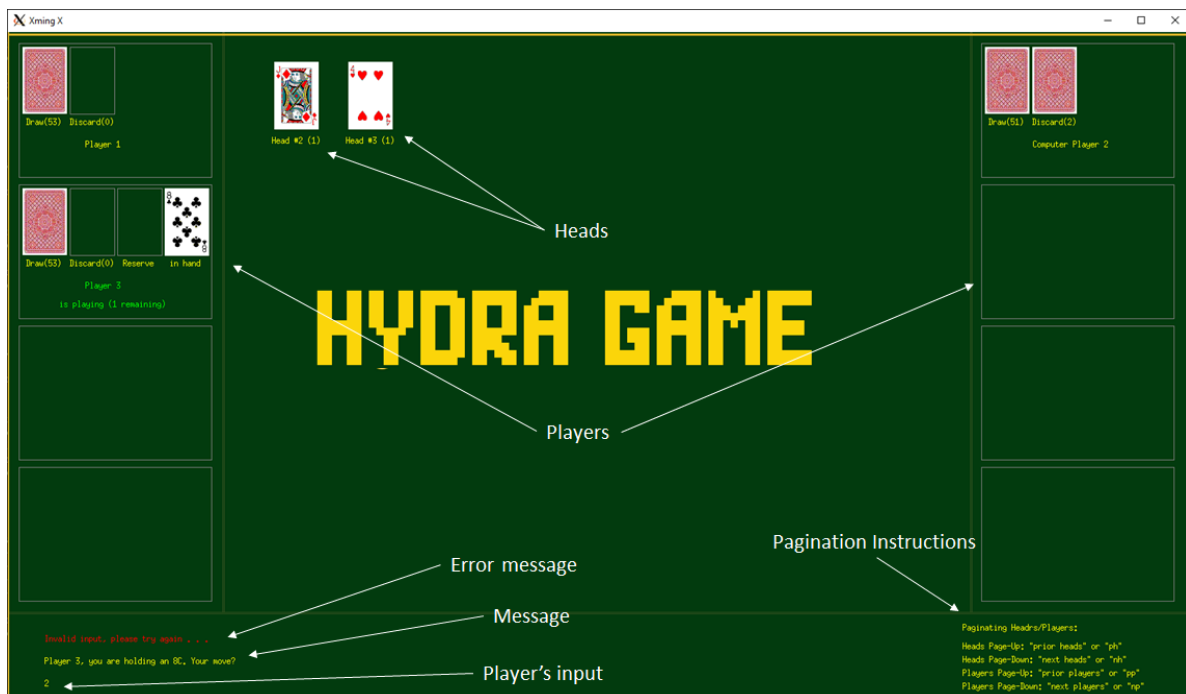 Xming X
Draw(53) Discard(0)
Player 1
Draw(53) Discard(0) Reserve in hand
Player 3
is playing (1 remaining)
J
4
8
Head #2 (1) Head #3 (1)
Heads
HYDRA GAME
Players
Draw(51) Discard(2)
Computer Player 2
Error message
Message
Player's input
Pagination Instructions
Invalid input, please try again . . .
Player 3, you are holding an 8C. Your move?
2
Paginating Headrs/Players:
Heads Page-Up: "prior heads" or "ph"
Heads Page-Down: "next heads" or "nh"
Players Page-Up: "prior players" or "pp"
Players Page-Down: "next players" or "np"